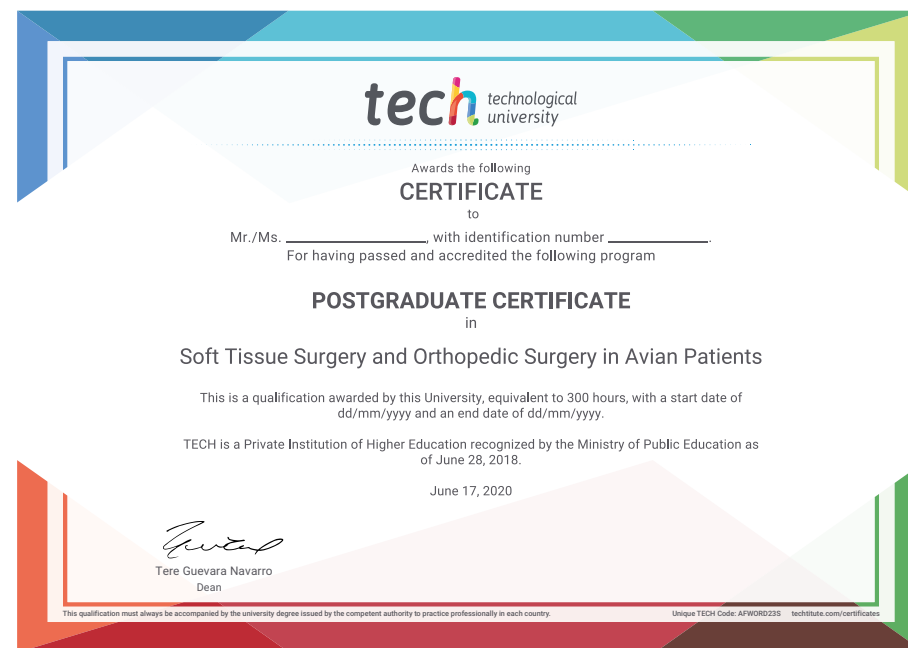 tech technological
university
Awards the following
CERTIFICATE
to
Mr./Ms. ____________, with identification number ____________.
For having passed and accredited the following program
POSTGRADUATE CERTIFICATE
in
Soft Tissue Surgery and Orthopedic Surgery in Avian Patients
This is a qualification awarded by this University, equivalent to 300 hours, with a start date of
dd/mm/yyyy and an end date of dd/mm/yyyy.
TECH is a Private Institution of Higher Education recognized by the Ministry of Public Education as
of June 28, 2018.
June 17, 2020
Tere Guevara Navarro
Dean
This qualification must always be accompanied by the university degree issued by the competent authority to practice professionally in each country. Unique TECH Code: AFWORD23S techtitute.com/certificates